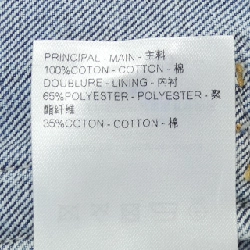 PRINCIPAL - MAIN - 主料
100%COTON - COTTON - 棉
DOUBLURE - LINING - 内衬
65%POLYESTER - POLYESTER - 聚
酯纤维
35%COTON - COTTON - 棉